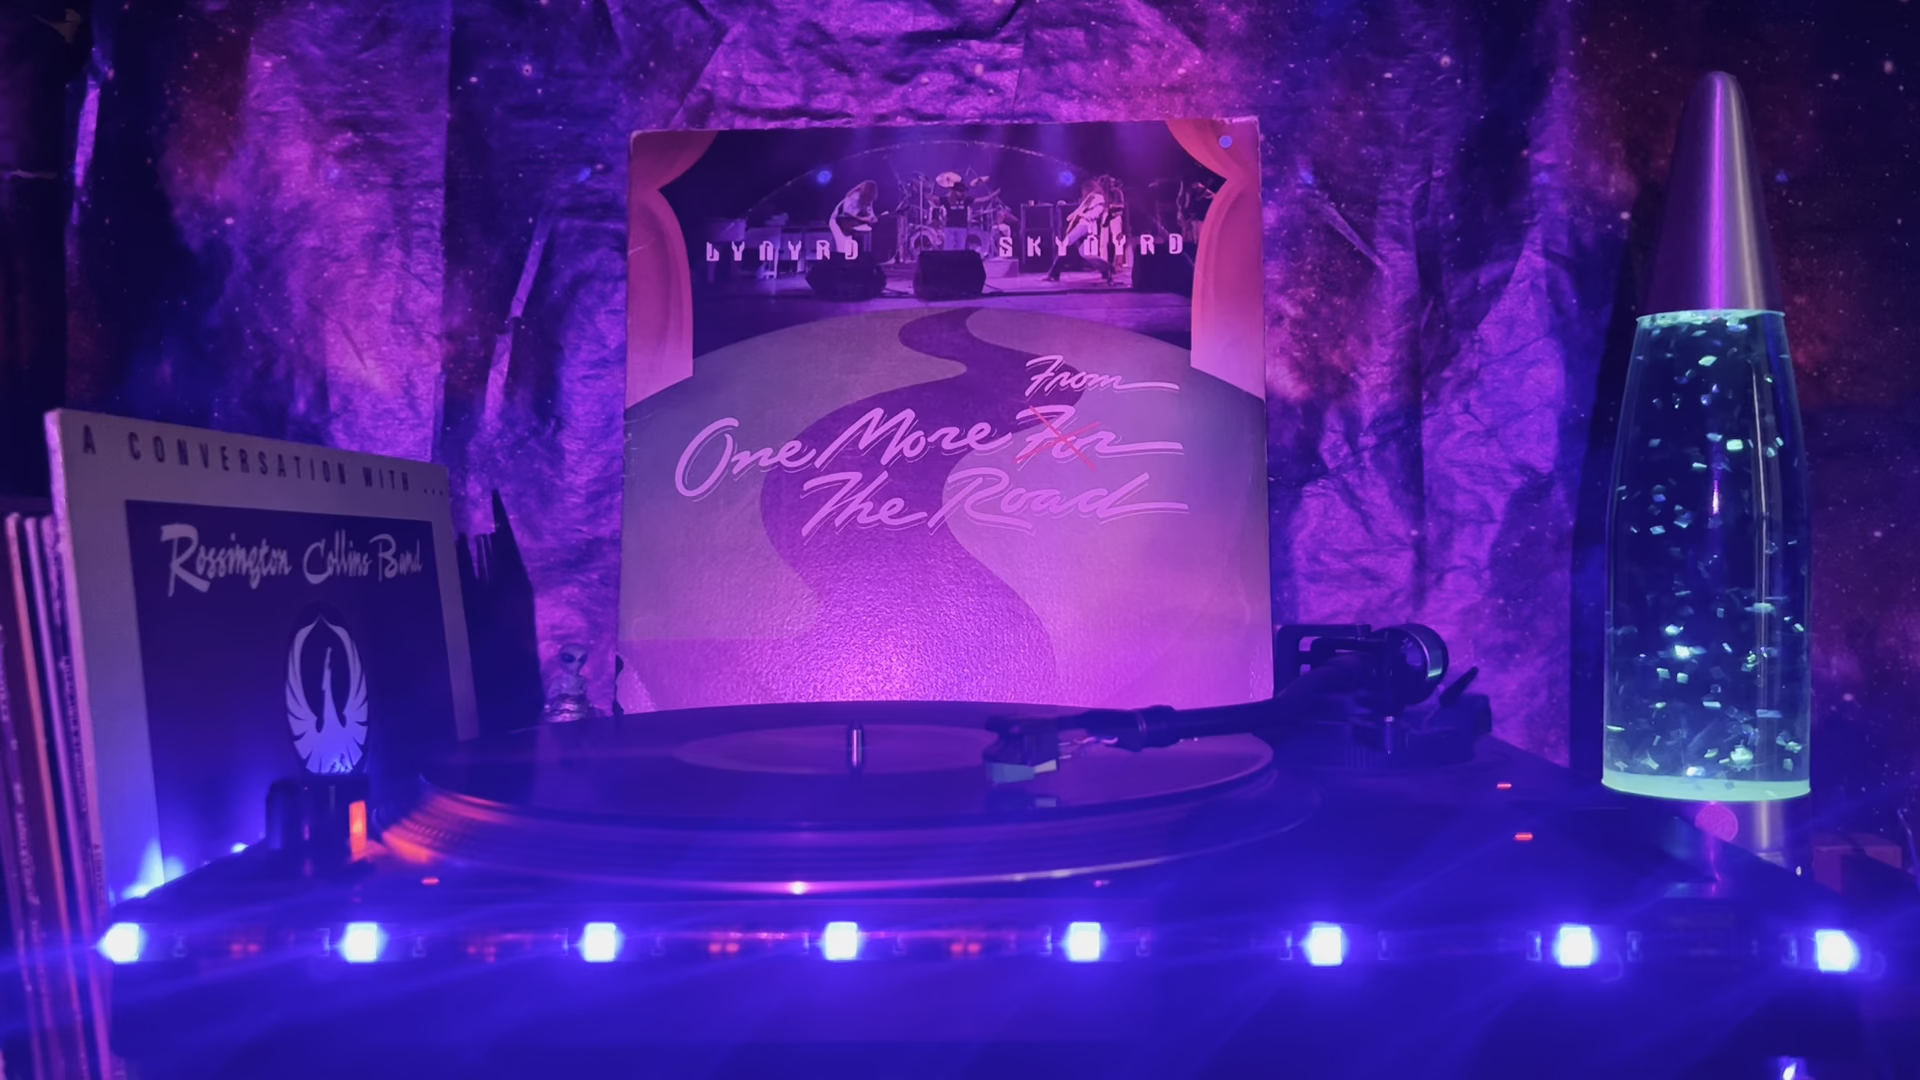 LYNYRD SKYNYRD
From
One More For
The Road
A CONVERSATION WITH ...
Rossington Collins Band